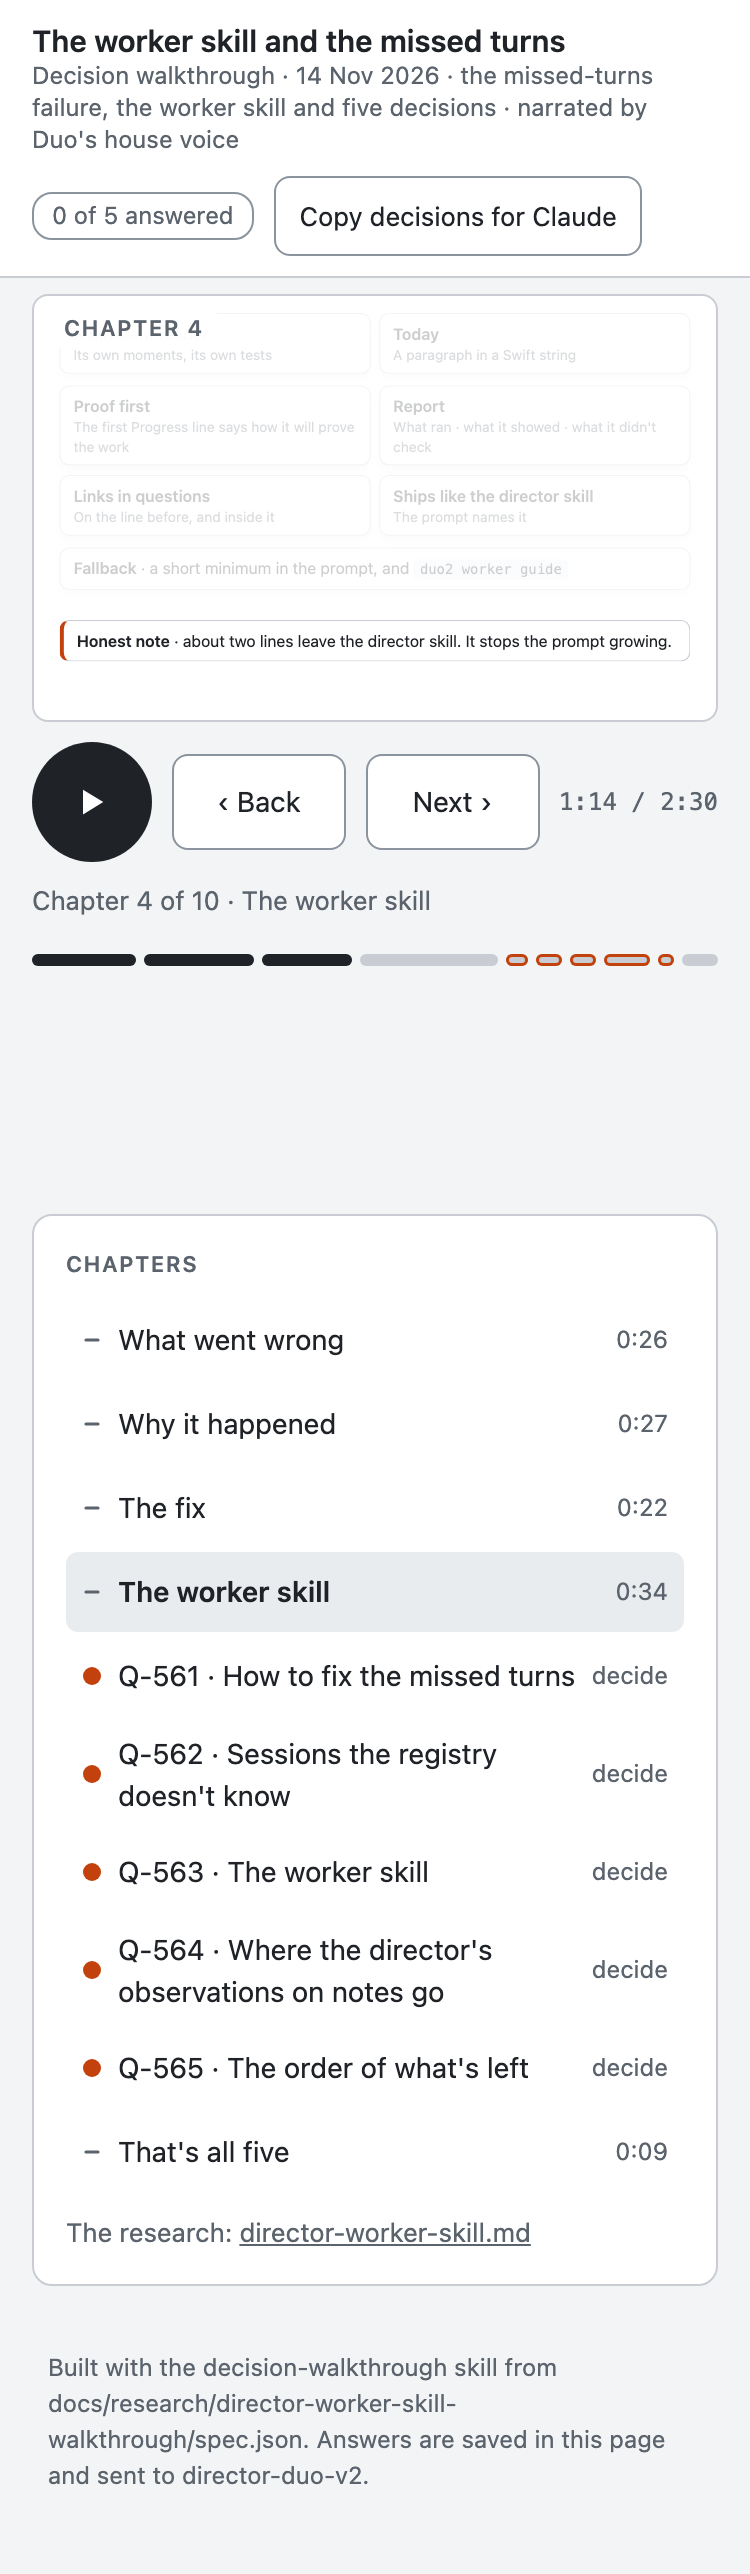 The worker skill and the missed turns
Decision walkthrough · 14 Nov 2026 · the missed-turns
failure, the worker skill and five decisions · narrated by
Duo's house voice
0 of 5 answered
Copy decisions for Claude
CHAPTER 4
Its own moments, its own tests
Today
A paragraph in a Swift string
Proof first
The first Progress line says how it will prove
the work
Report
What ran · what it showed · what it didn't
check
Links in questions
On the line before, and inside it
Ships like the director skill
The prompt names it
Fallback · a short minimum in the prompt, and duo2 worker guide
Honest note · about two lines leave the director skill. It stops the prompt growing.
‹ Back
Next ›
1:14 / 2:30
Chapter 4 of 10 · The worker skill
CHAPTERS
– What went wrong 0:26
– Why it happened 0:27
– The fix 0:22
– The worker skill 0:34
Q-561 · How to fix the missed turns decide
Q-562 · Sessions the registry
doesn't know
decide
Q-563 · The worker skill decide
Q-564 · Where the director's
observations on notes go
decide
Q-565 · The order of what's left decide
– That's all five 0:09
The research: director-worker-skill.md
Built with the decision-walkthrough skill from
docs/research/director-worker-skill-
walkthrough/spec.json. Answers are saved in this page
and sent to director-duo-v2.